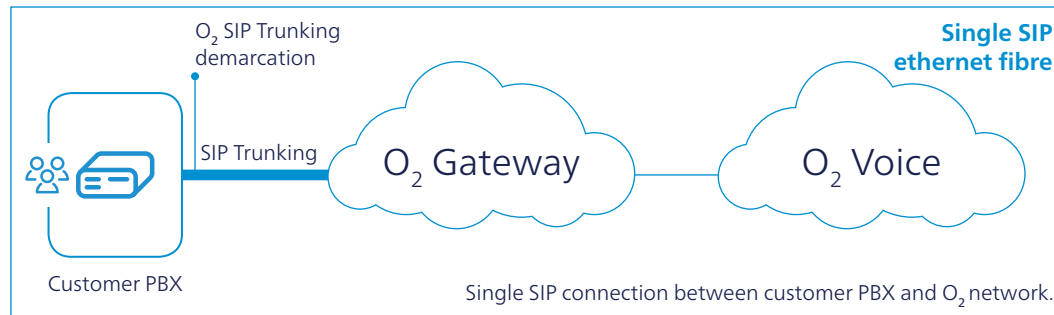 O₂ SIP Trunking
demarcation
Single SIP
ethernet fibre
SIP Trunking
O₂ Gateway
O₂ Voice
Customer PBX
Single SIP connection between customer PBX and O₂ network.